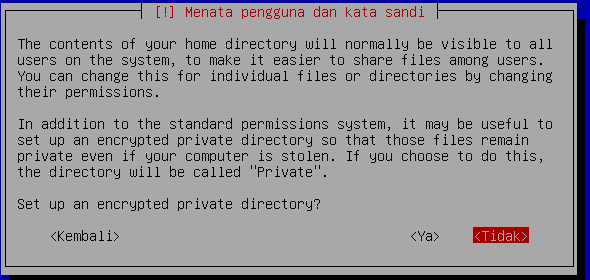 [!] Menata pengguna dan kata sandi
The contents of your home directory will normally be visible to all
users on the system, to make it easier to share files among users.
You can change this for individual files or directories by changing
their permissions.
In addition to the standard permissions system, it may be useful to
set up an encrypted private directory so that those files remain
private even if your computer is stolen. If you choose to do this,
the directory will be called "Private".
Set up an encrypted private directory?
<Kembali> <Ya> <Tidak>